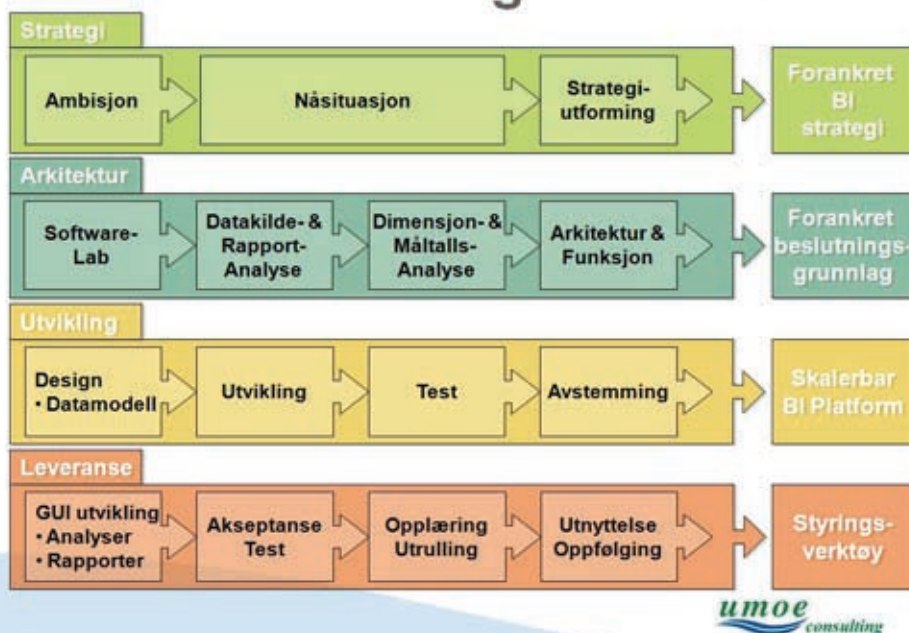 Strategi
Ambisjon
Nåsituasjon
Strategi-
utforming
Forankret
BI
strategi
Arkitektur
Software-
Lab
Datakilde- &
Rapport-
Analyse
Dimensjon- &
Måltalls-
Analyse
Arkitektur &
Funksjon
Forankret
beslutnings-
grunnlag
Utvikling
Design
• Datamodell
Utvikling
Test
Avstemming
Skalerbar
BI Platform
Leveranse
GUI utvikling
• Analyser
• Rapporter
Akseptanse
Test
Opplæring
Utrulling
Utnyttelse
Oppfølging
Styrings-
verktøy
umoe
consulting